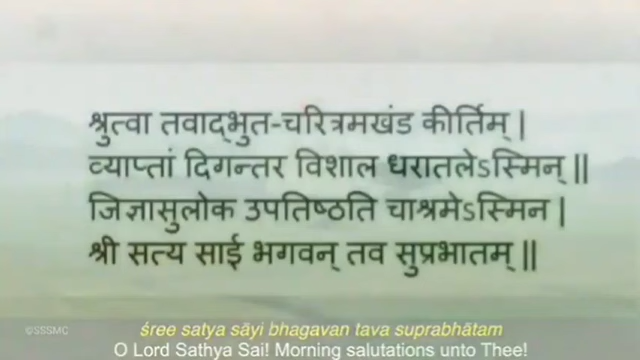 श्रुत्वा तवाद्भुत-चरित्रमखंड कीर्तिम् |
व्याप्तां दिगन्तर विशाल धरातलेऽस्मिन् ||
जिज्ञासुलोक उपतिष्ठति चाश्रमेऽस्मिन |
श्री सत्य साई भगवन् तव सुप्रभातम् ||
©SSSMC
śree satya sāyi bhagavan tava suprabhātam
O Lord Sathya Sai! Morning salutations unto Thee!